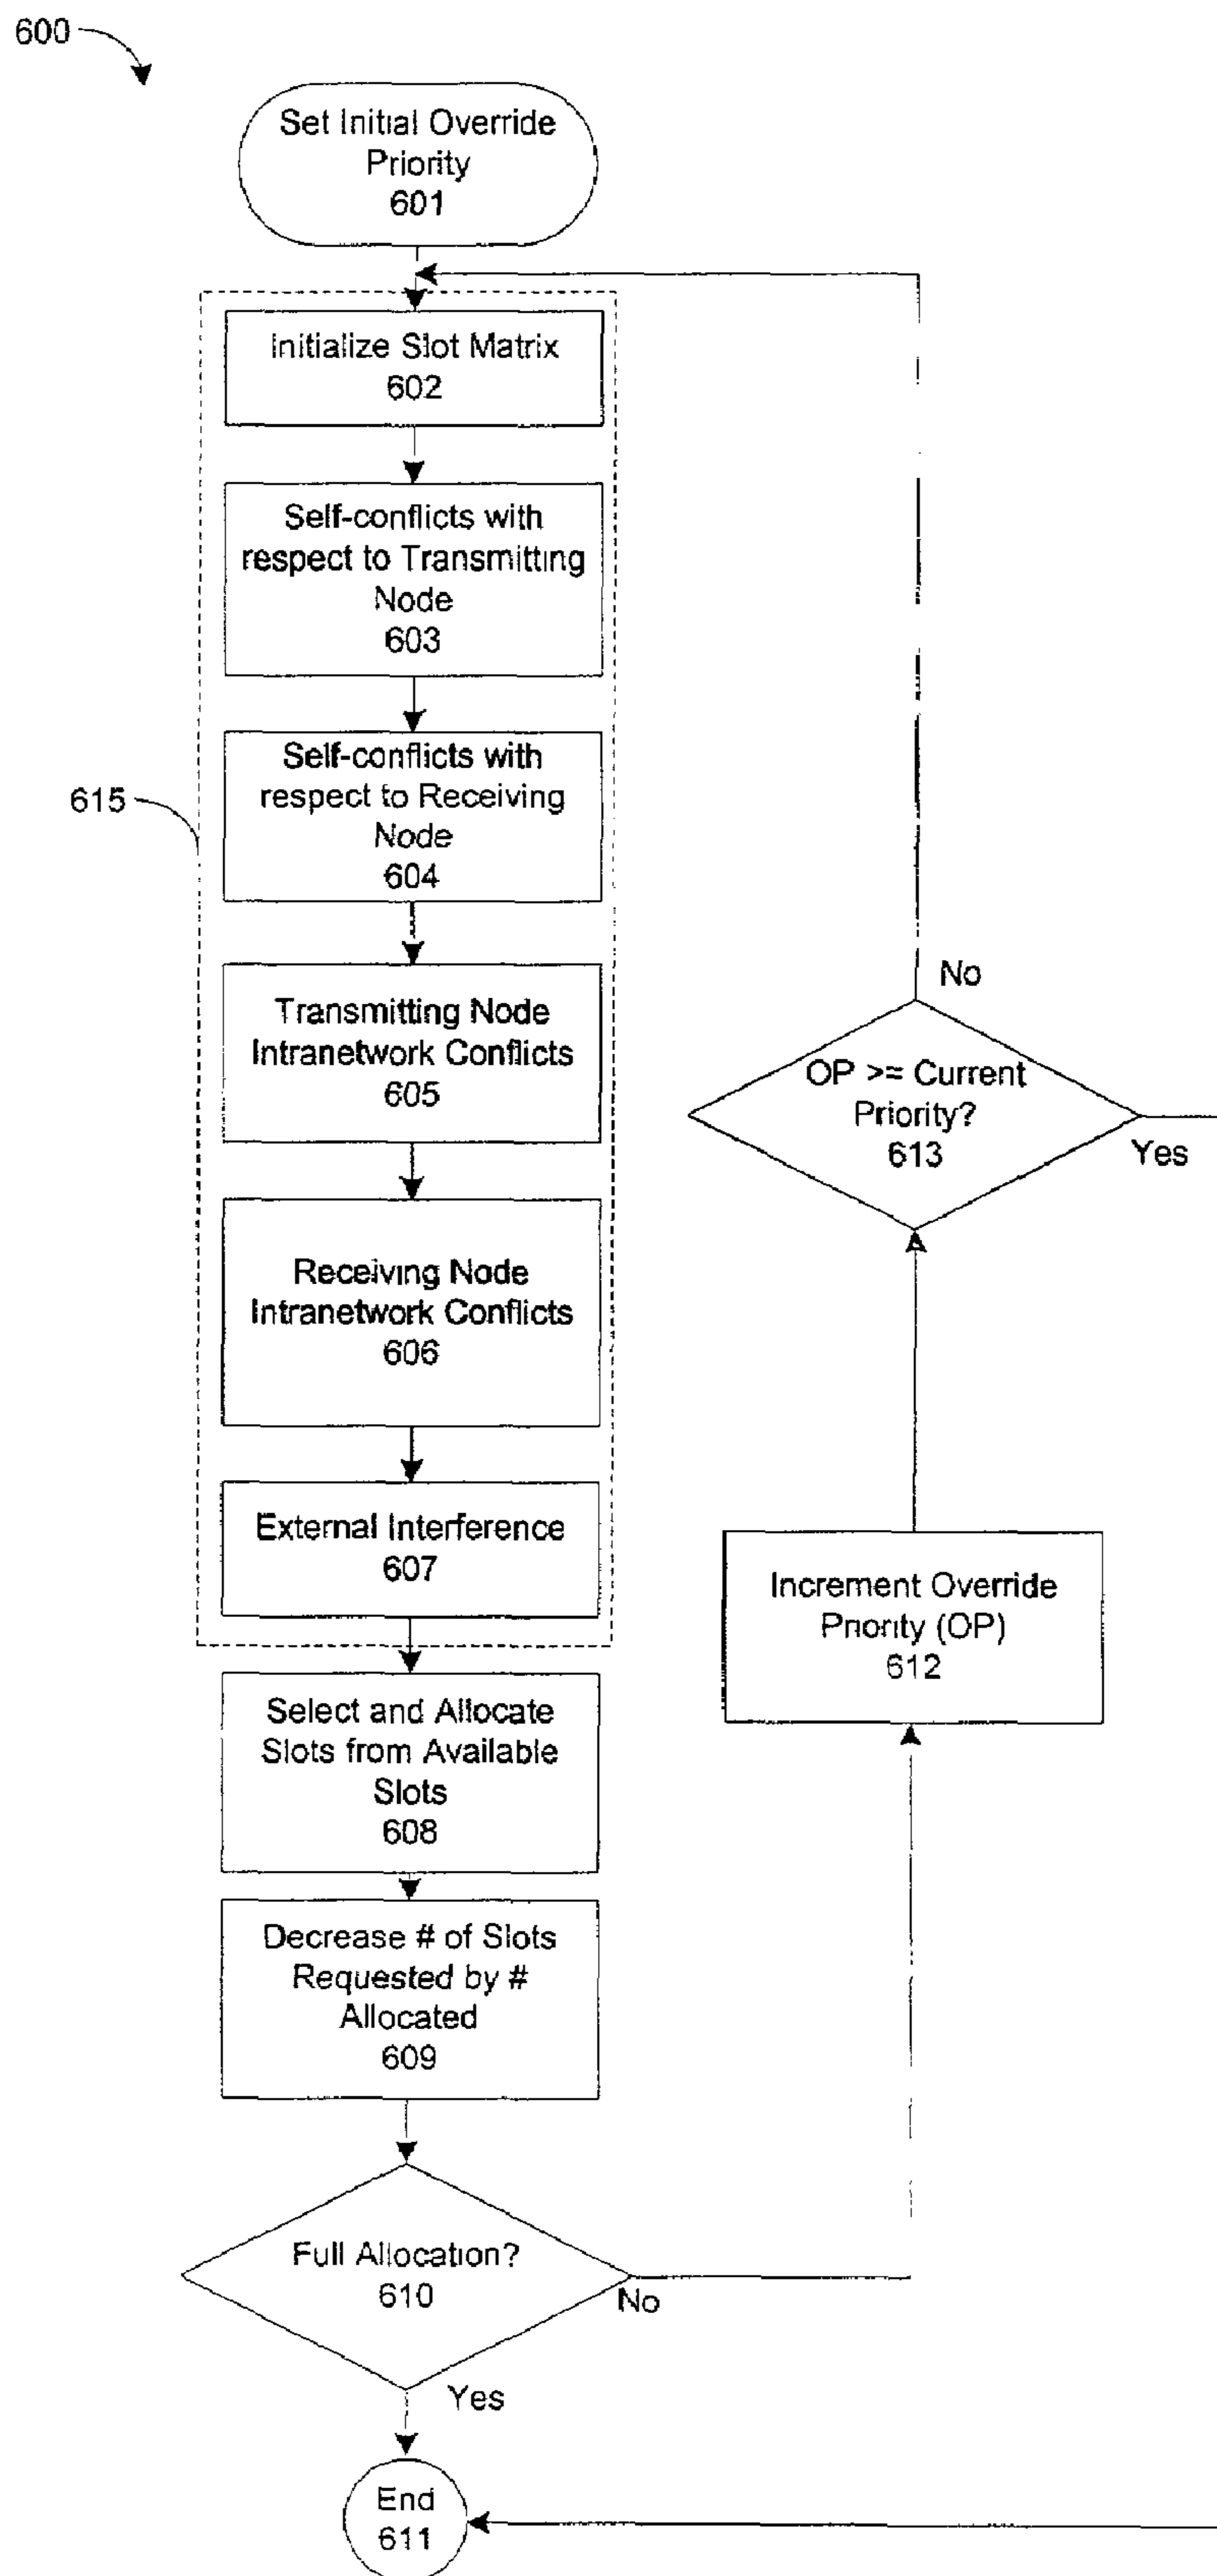 600
Set Initial Override
Priority
601
Initialize Slot Matrix
602
Self-conflicts with
respect to Transmitting
Node
603
Self-conflicts with
respect to Receiving
Node
604
615
Transmitting Node
Intranetwork Conflicts
605
Receiving Node
Intranetwork Conflicts
606
External Interference
607
Select and Allocate
Slots from Available
Slots
608
Decrease # of Slots
Requested by #
Allocated
609
Full Allocation?
610
No
Yes
End
611
Increment Override
Priority (OP)
612
OP >= Current
Priority?
613
No
Yes